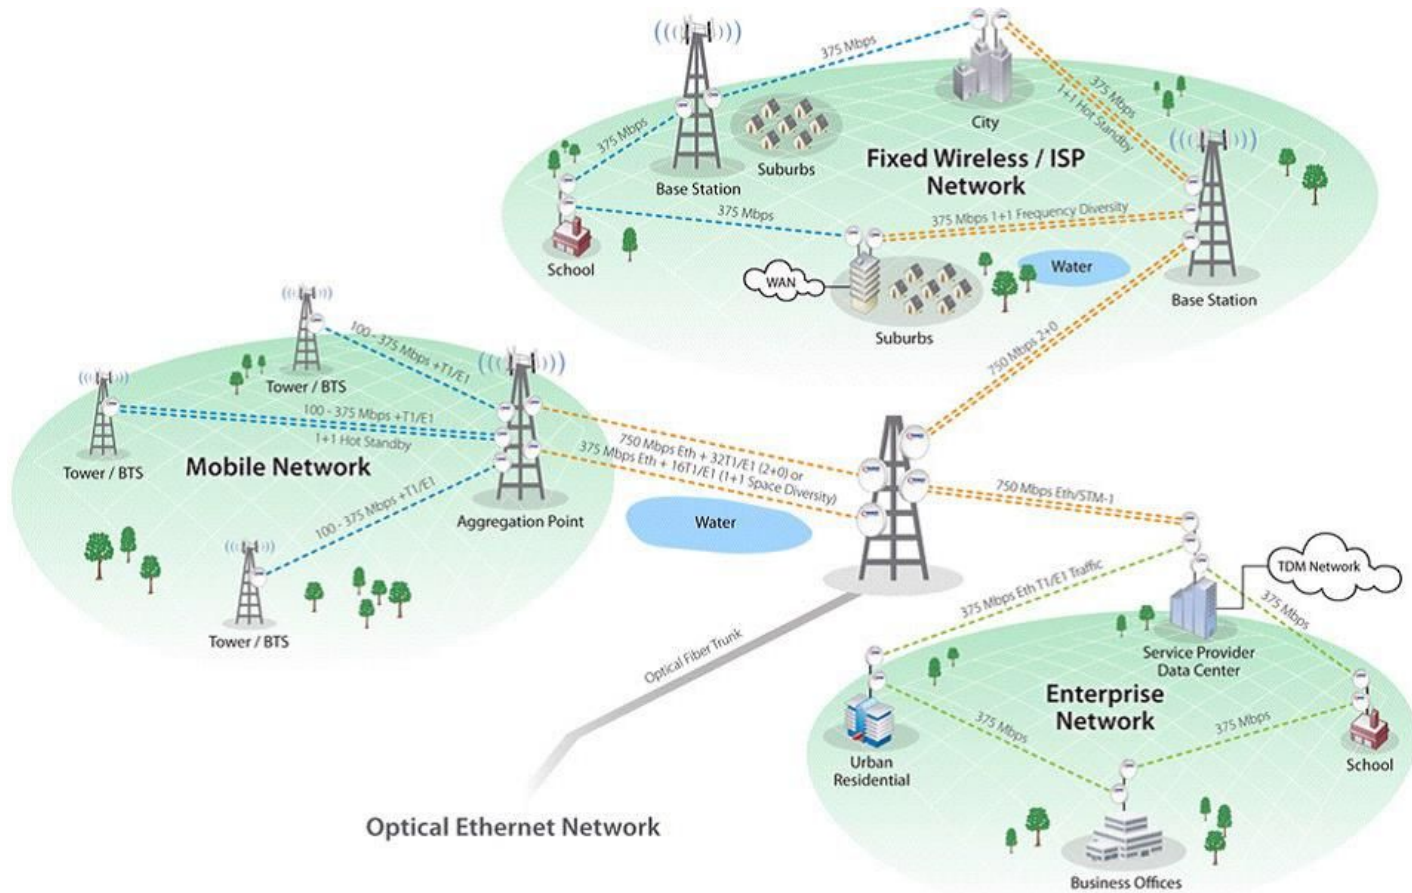 375 Mbps
375 Mbps
1+1 Hot Standby
City
375 Mbps
Suburbs
Base Station
Fixed Wireless / ISP
Network
375 Mbps
375 Mbps 1+1 Frequency Diversity
School
WAN
Water
Base Station
Suburbs
750 Mbps 2+0
100 - 375 Mbps +T1/E1
Tower / BTS
100 - 375 Mbps +T1/E1
1+1 Hot Standby
Tower / BTS
Mobile Network
100 - 375 Mbps +T1/E1
Aggregation Point
Tower / BTS
750 Mbps Eth + 32T1/E1 (2+0) or
375 Mbps Eth + 16T1/E1 (1+1 Space Diversity)
Water
750 Mbps Eth/STM-1
TDM Network
375 Mbps Eth T1/E1 Traffic
375 Mbps
Service Provider
Data Center
Optical Fiber Trunk
Enterprise
Network
375 Mbps
375 Mbps
Urban
Residential
School
Business Offices
Optical Ethernet Network